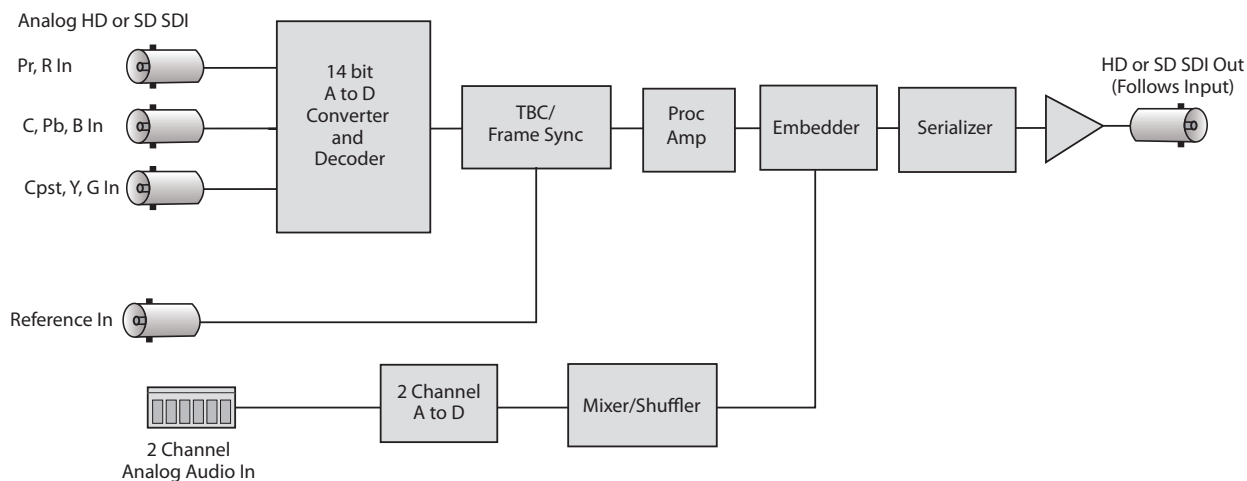 Analog HD or SD SDI
Pr, R In
C, Pb, B In
Cpst, Y, G In
14 bit
A to D
Converter
and
Decoder
TBC/
Frame Sync
Proc
Amp
Embedder
Serializer
HD or SD SDI Out
(Follows Input)
Reference In
2 Channel
Analog Audio In
2 Channel
A to D
Mixer/Shuffler